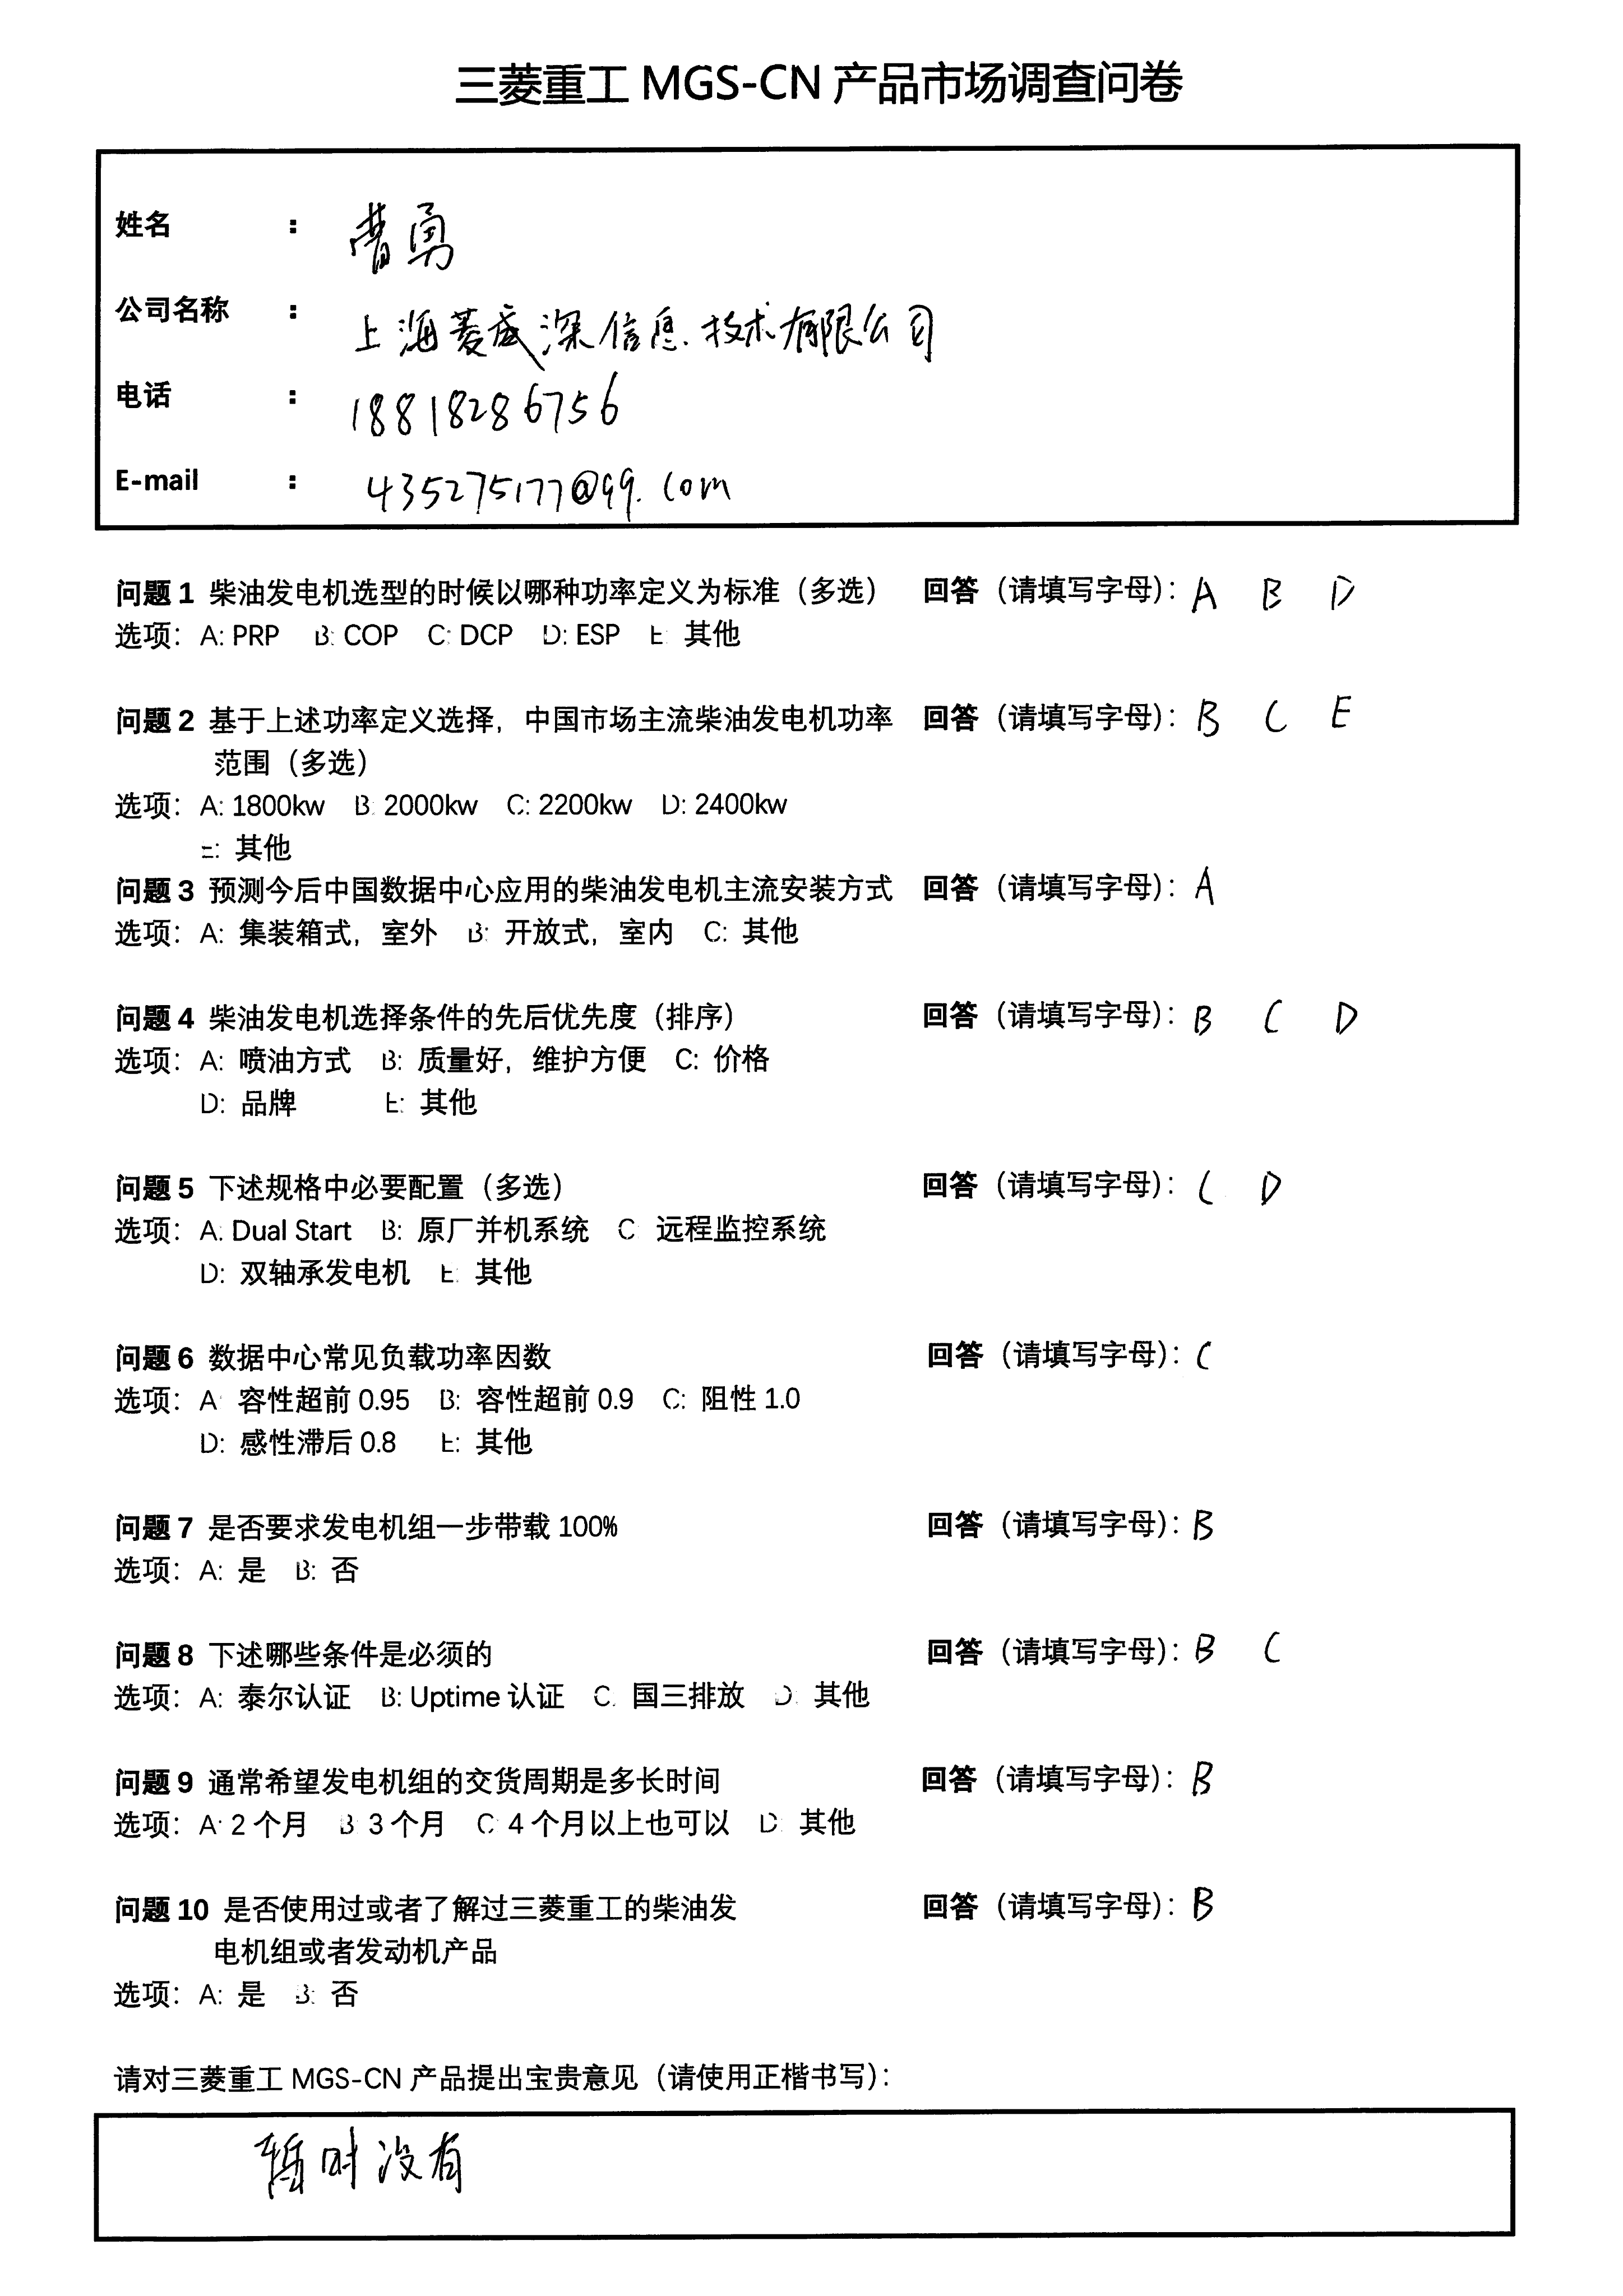 三菱重工 MGS-CN 产品市场调查问卷
姓名 : 曹勇
公司名称 : 上海菱威深信息技术有限公司
电话 : 18818286756
E-mail : 435275177@qq.com
问题 1 柴油发电机选型的时候以哪种功率定义为标准（多选） 回答（请填写字母）： A B D
选项： A: PRP B: COP C: DCP D: ESP E: 其他
问题 2 基于上述功率定义选择，中国市场主流柴油发电机功率 回答（请填写字母）： B C E
范围（多选）
选项： A: 1800kw B: 2000kw C: 2200kw D: 2400kw
E: 其他
问题 3 预测今后中国数据中心应用的柴油发电机主流安装方式 回答（请填写字母）： A
选项： A: 集装箱式，室外 B: 开放式，室内 C: 其他
问题 4 柴油发电机选择条件的先后优先度（排序） 回答（请填写字母）： B C D
选项： A: 喷油方式 B: 质量好，维护方便 C: 价格
D: 品牌 E: 其他
问题 5 下述规格中必要配置（多选） 回答（请填写字母）： C D
选项： A: Dual Start B: 原厂并机系统 C: 远程监控系统
D: 双轴承发电机 E: 其他
问题 6 数据中心常见负载功率因数 回答（请填写字母）： C
选项： A: 容性超前 0.95 B: 容性超前 0.9 C: 阻性 1.0
D: 感性滞后 0.8 E: 其他
问题 7 是否要求发电机组一步带载 100% 回答（请填写字母）： B
选项： A: 是 B: 否
问题 8 下述哪些条件是必须的 回答（请填写字母）： B C
选项： A: 泰尔认证 B: Uptime 认证 C: 国三排放 D: 其他
问题 9 通常希望发电机组的交货周期是多长时间 回答（请填写字母）： B
选项： A: 2 个月 B: 3 个月 C: 4 个月以上也可以 D: 其他
问题 10 是否使用过或者了解过三菱重工的柴油发 回答（请填写字母）： B
电机组或者发动机产品
选项： A: 是 B: 否
请对三菱重工 MGS-CN 产品提出宝贵意见（请使用正楷书写）：
暂时没有